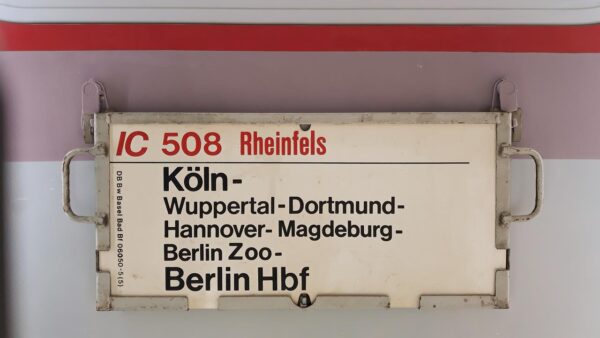 IC 508 Rheinfels
Köln-
Wuppertal-Dortmund-
Hannover-Magdeburg-
Berlin Zoo-
Berlin Hbf
DB Bw Basel Bad Bf 06050-5 (5)